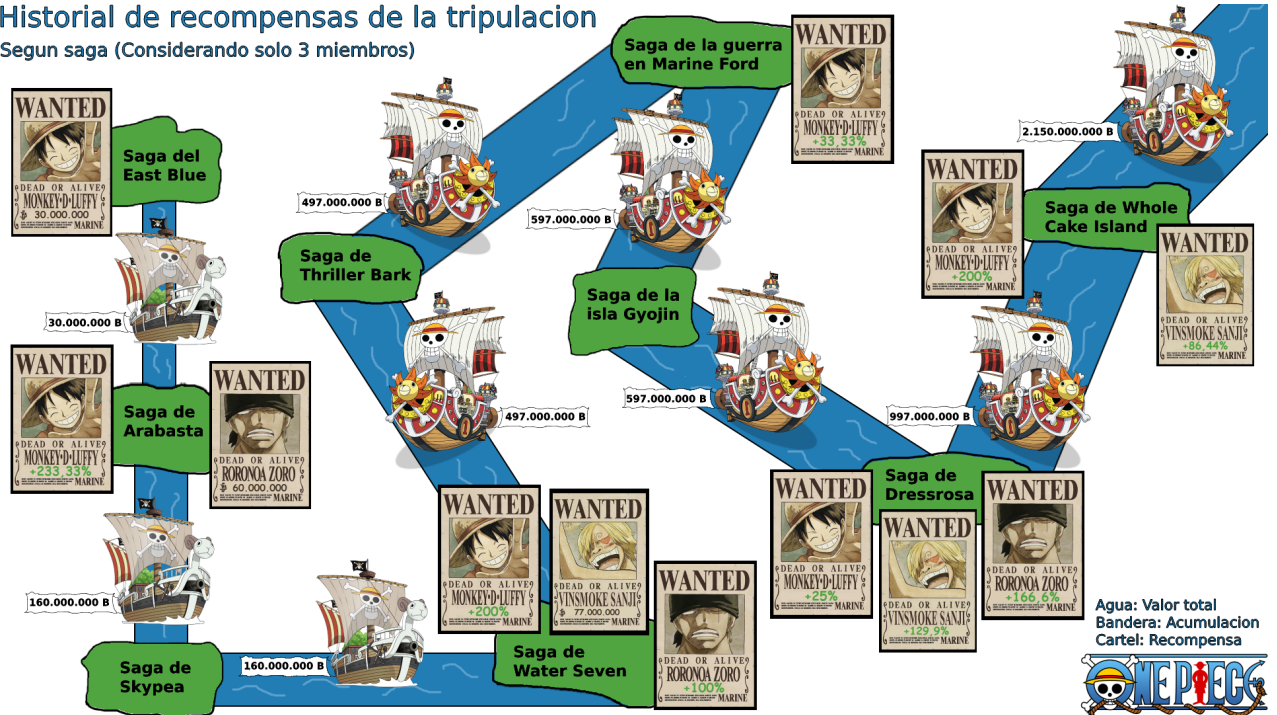 Historial de recompensas de la tripulacion
Segun saga (Considerando solo 3 miembros)
WANTED
DEAD OR ALIVE
MONKEY•D•LUFFY
30.000.000
MARINE
Saga del
East Blue
30.000.000 B
WANTED
DEAD OR ALIVE
MONKEY•D•LUFFY
+233,33%
MARINE
Saga de
Arabasta
WANTED
DEAD OR ALIVE
RORONOA ZORO
60.000.000
MARINE
160.000.000 B
Saga de
Skypea
160.000.000 B
WANTED
DEAD OR ALIVE
MONKEY•D•LUFFY
+200%
MARINE
WANTED
DEAD OR ALIVE
VINSMOKE SANJI
77.000.000
MARINE
WANTED
DEAD OR ALIVE
RORONOA ZORO
+100%
MARINE
Saga de
Water Seven
497.000.000 B
Saga de
Thriller Bark
497.000.000 B
Saga de la guerra
en Marine Ford
WANTED
DEAD OR ALIVE
MONKEY•D•LUFFY
+33,33%
MARINE
597.000.000 B
Saga de la
isla Gyojin
597.000.000 B
Saga de
Dressrosa
WANTED
DEAD OR ALIVE
MONKEY•D•LUFFY
+25%
MARINE
WANTED
DEAD OR ALIVE
VINSMOKE SANJI
+129,9%
MARINE
WANTED
DEAD OR ALIVE
RORONOA ZORO
+166,6%
MARINE
997.000.000 B
Saga de Whole
Cake Island
WANTED
DEAD OR ALIVE
MONKEY•D•LUFFY
+200%
MARINE
WANTED
DEAD OR ALIVE
VINSMOKE SANJI
+86,44%
MARINE
2.150.000.000 B
Agua: Valor total
Bandera: Acumulacion
Cartel: Recompensa
ONE PIECE